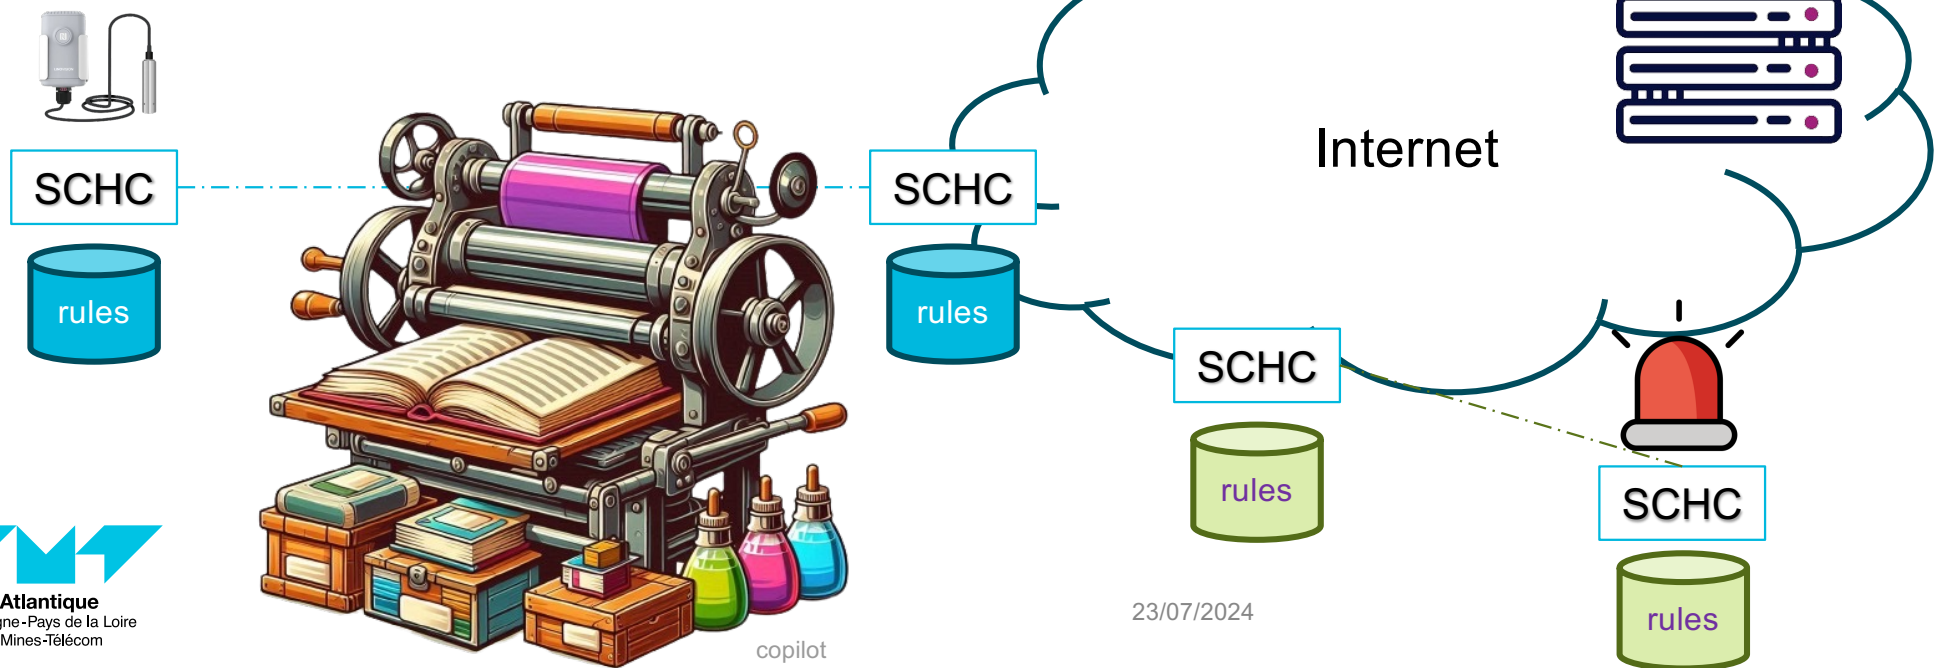 Internet
SCHC
SCHC
rules
rules
SCHC
rules
SCHC
rules
Atlantique
gne-Pays de la Loire
Mines-Télécom
23/07/2024
copilot